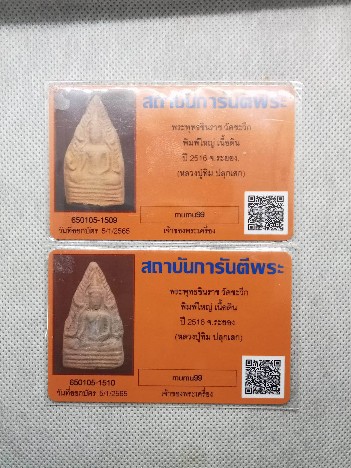 สถาบันการันตีพระ
พระพุทธชินราช วัดซะวึก
พิมพ์ใหญ่ เนื้อดิน
ปี 2516 จ.ระยอง
(หลวงปู่ทิม ปลุกเสก)
650105-1509
mumu99
วันที่ออกบัตร 5/1/2565
เจ้าของพระเครื่อง
สถาบันการันตีพระ
พระพุทธชินราช วัดซะวึก
พิมพ์ใหญ่ เนื้อดิน
ปี 2516 จ.ระยอง
(หลวงปู่ทิม ปลุกเสก)
650105-1510
mumu99
วันที่ออกบัตร 5/1/2565
เจ้าของพระเครื่อง